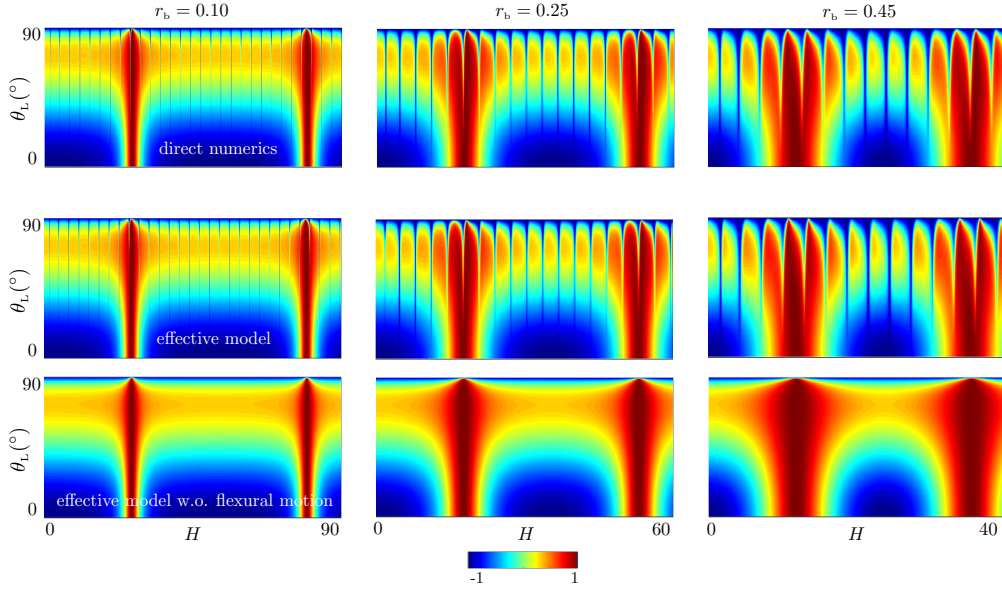 r_b = 0.10 r_b = 0.25 r_b = 0.45
90
θ_L(°)
0
direct numerics
90
θ_L(°)
0
effective model
90
θ_L(°)
0
effective model w.o. flexural motion
0 H 90 0 H 60 0 H 40
-1 1